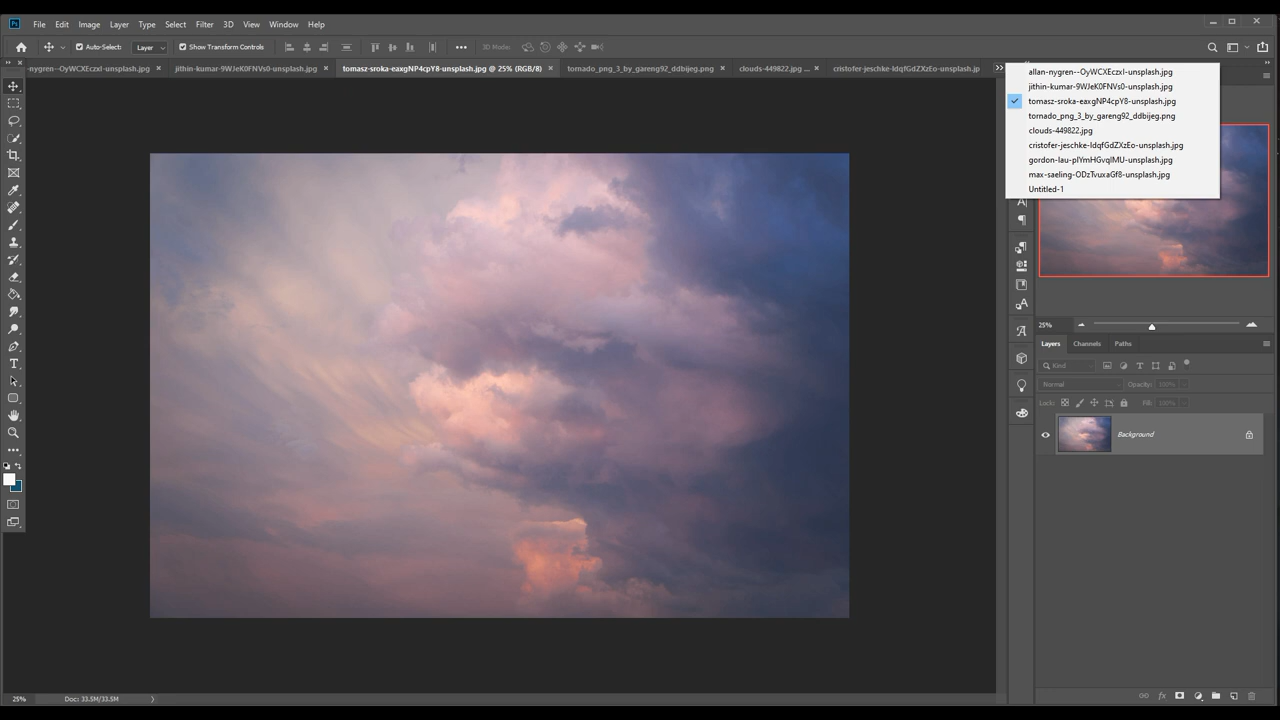 Ps File Edit Image Layer Type Select Filter 3D View Window Help
Auto-Select: Layer Show Transform Controls 3D Mode:
-nygren--OyWCXEczxI-unsplash.jpg jithin-kumar-9WJeK0FNVs0-unsplash.jpg tomasz-sroka-eaxgNP4cpY8-unsplash.jpg @ 25% (RGB/8) tornado_png_3_by_gareng92_ddbijeg.png clouds-449822.jpg ... cristofer-jeschke-ldqfGdZXzEo-unsplash.jp
allan-nygren--OyWCXEczxI-unsplash.jpg
jithin-kumar-9WJeK0FNVs0-unsplash.jpg
tomasz-sroka-eaxgNP4cpY8-unsplash.jpg
tornado_png_3_by_gareng92_ddbijeg.png
clouds-449822.jpg
cristofer-jeschke-ldqfGdZXzEo-unsplash.jpg
gordon-lau-plYmHGvqlMU-unsplash.jpg
max-saeling-ODzTvuxaGf8-unsplash.jpg
Untitled-1
25%
Layers Channels Paths
Kind
Normal Opacity: 100%
Lock: Fill: 100%
Background
25% Doc: 33.5M/33.5M